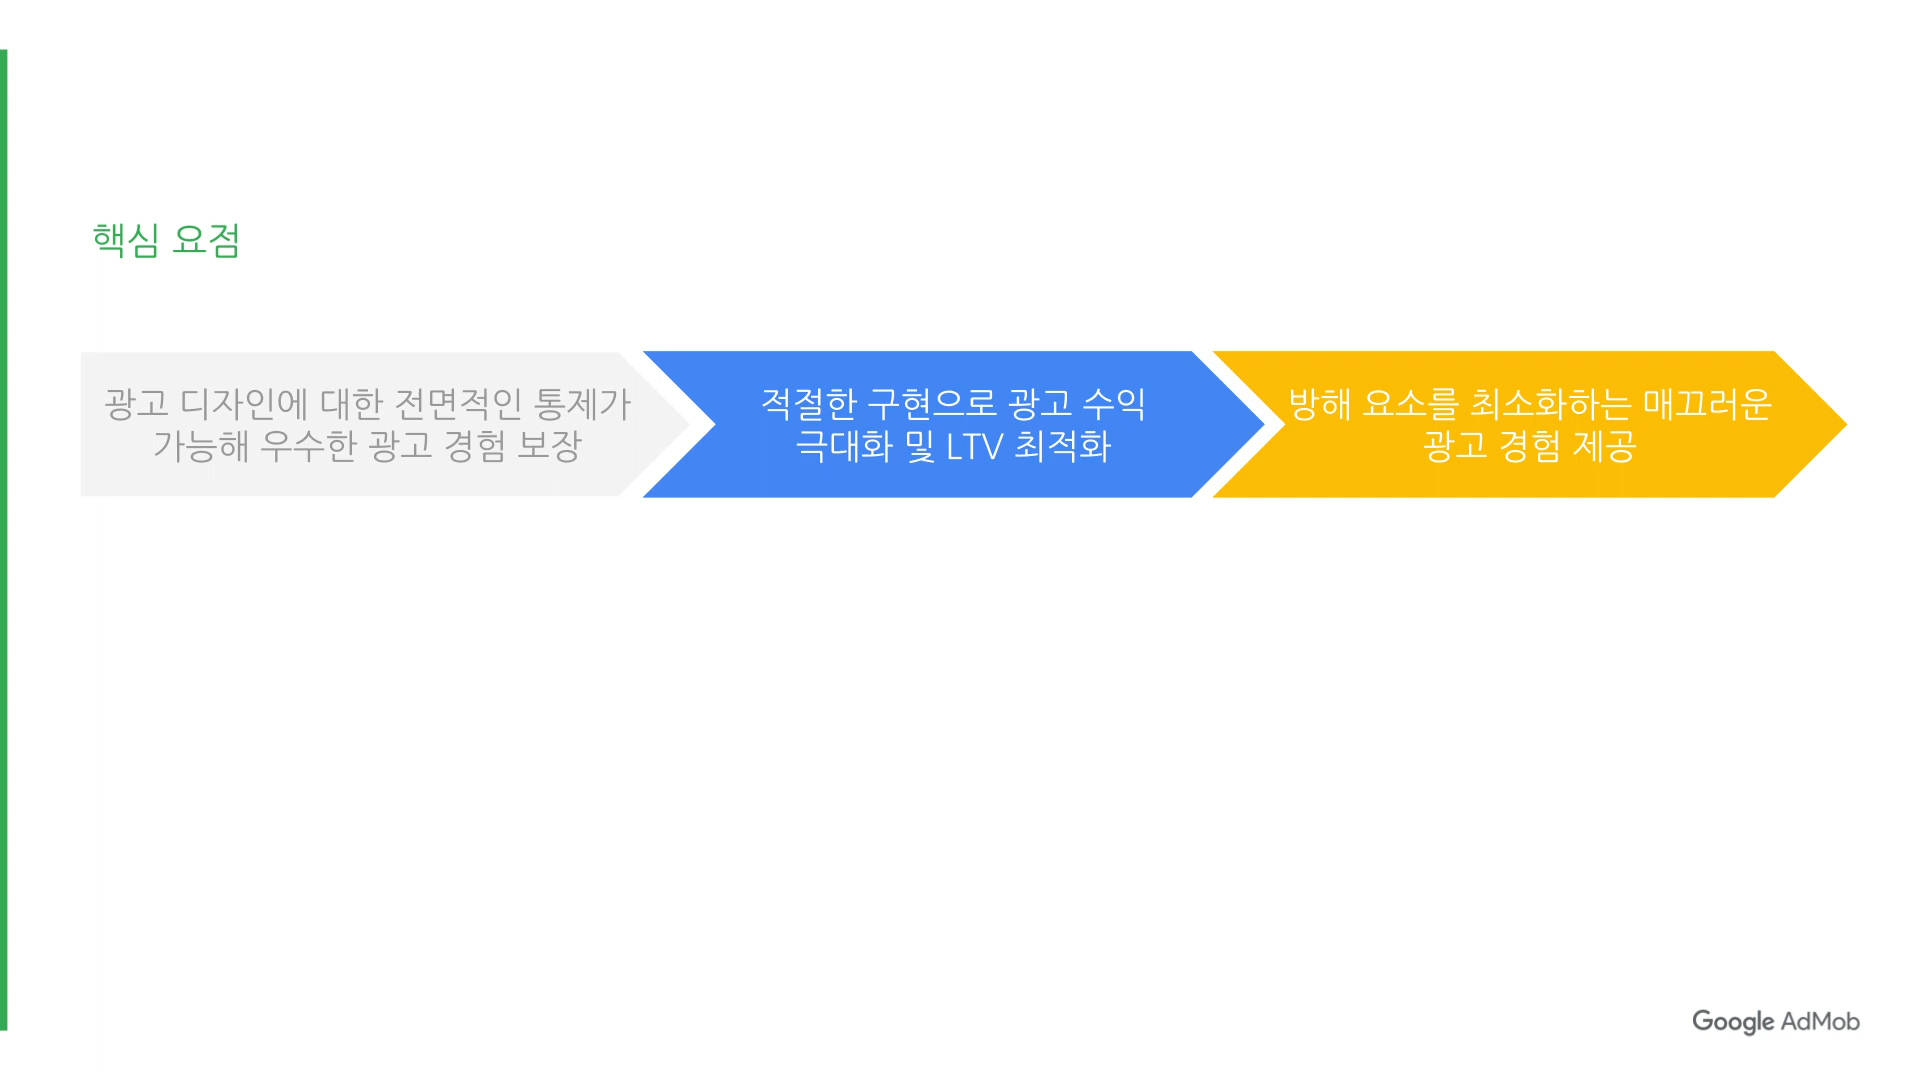 핵심 요점
광고 디자인에 대한 전면적인 통제가
가능해 우수한 광고 경험 보장
적절한 구현으로 광고 수익
극대화 및 LTV 최적화
방해 요소를 최소화하는 매끄러운
광고 경험 제공
Google AdMob